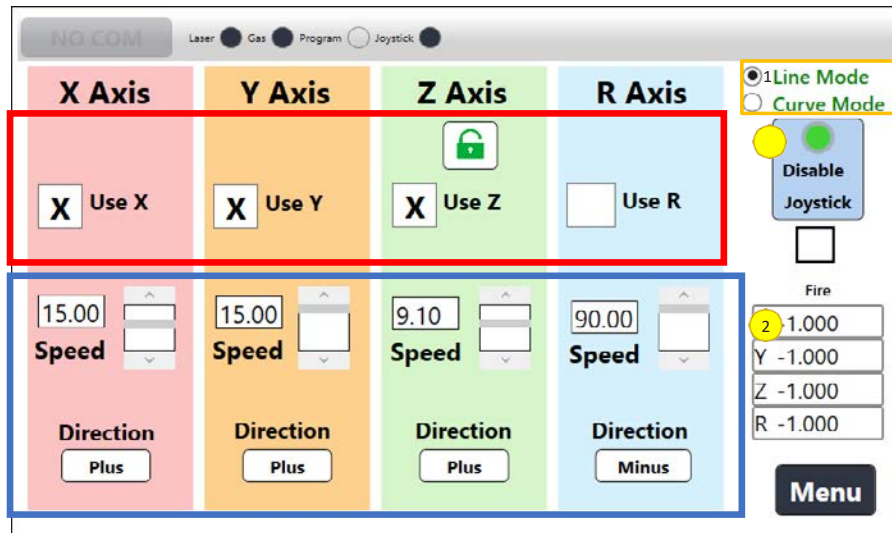 NO COM Laser Gas Program Joystick
X Axis Y Axis Z Axis R Axis
1 Line Mode
Curve Mode
Disable
Joystick
X Use X X Use Y X Use Z Use R
Fire
15.00 15.00 9.10 90.00
Speed Speed Speed Speed
2 -1.000
Y -1.000
Z -1.000
R -1.000
Direction Direction Direction Direction
Plus Plus Plus Minus
Menu